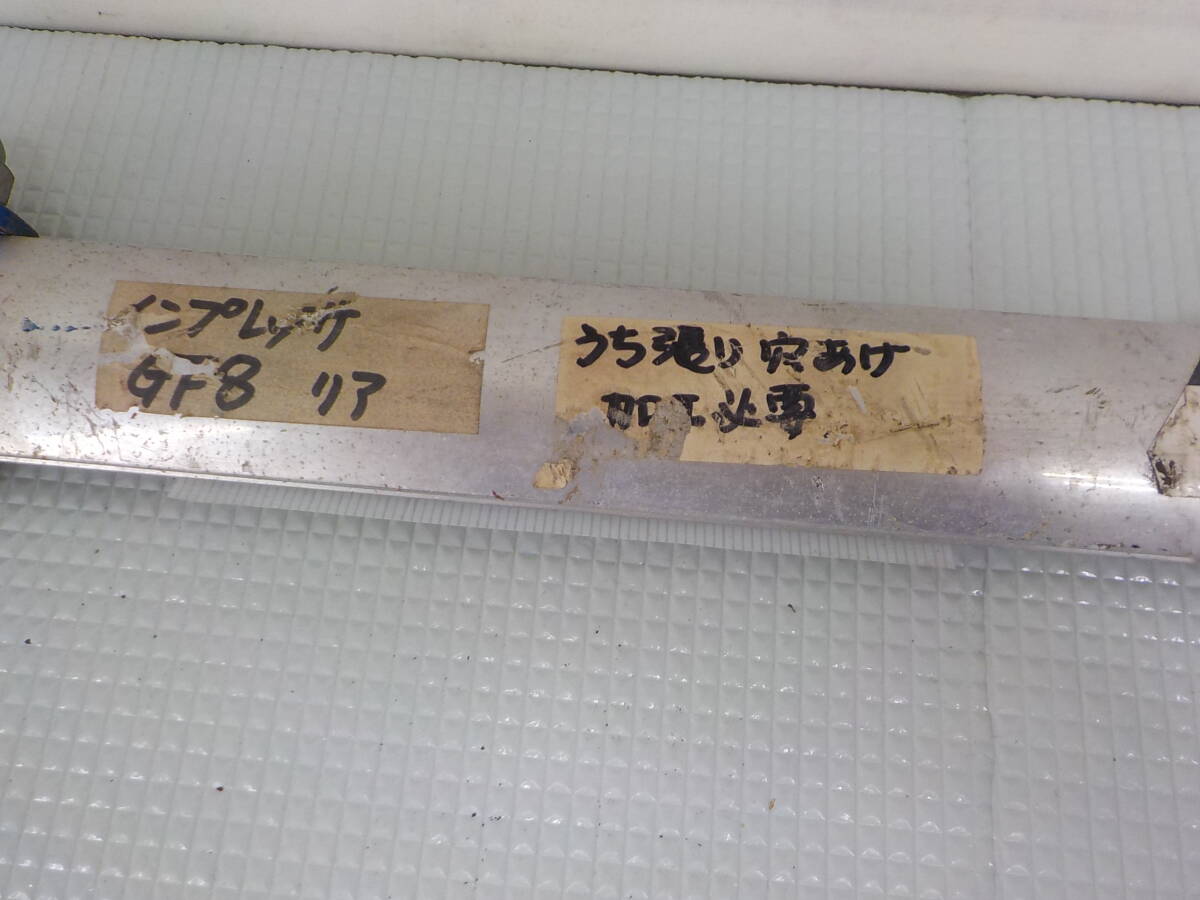 インプレッサ
GF8 リア
うち張り 穴あけ
加工必要